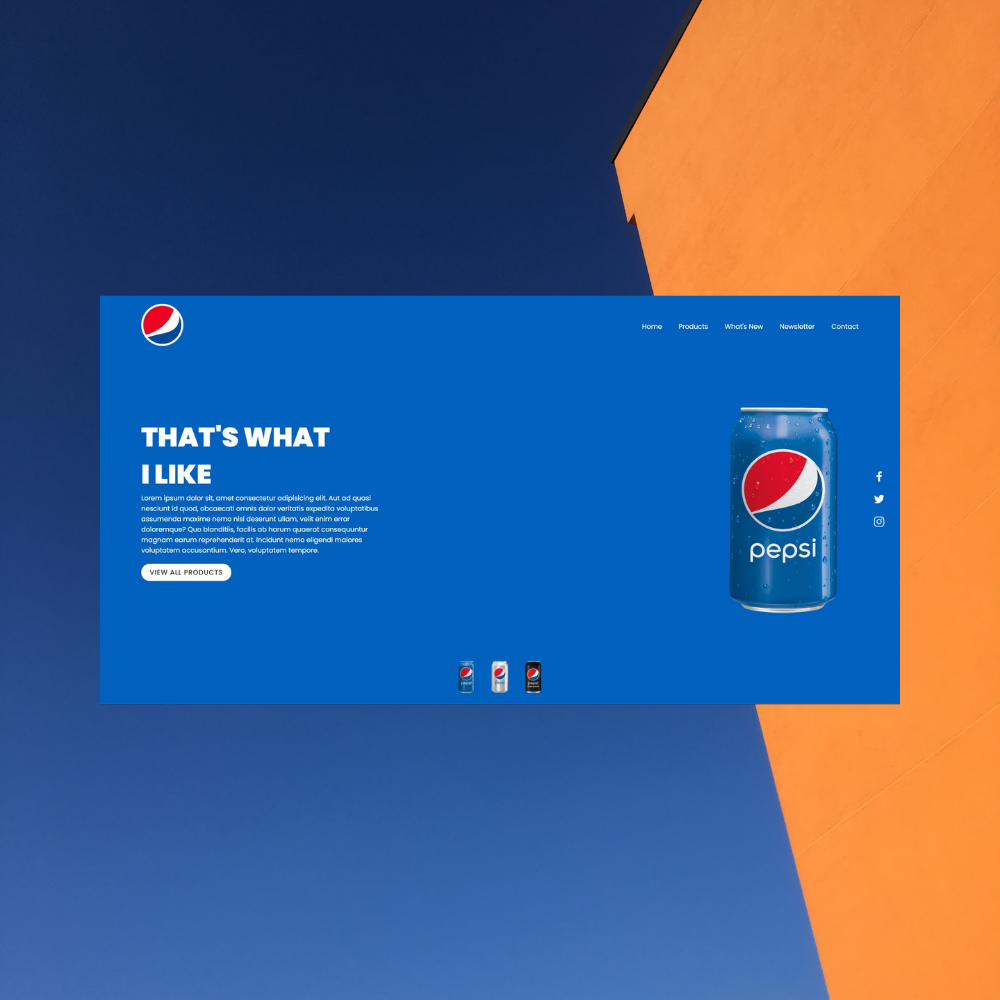 Home Products What's New Newsletter Contact
THAT'S WHAT
I LIKE
Lorem ipsum dolor sit, amet consectetur adipisicing elit. Aut ad quasi
nesciunt id quod, obcaecati omnis dolor veritatis expedita voluptatibus
assumenda maxime nemo nisi deserunt ullam, velit enim error
doloremque? Quo blanditiis, facilis ab harum quaerat consequuntur
magnam earum reprehenderit at. Incidunt nemo eligendi maiores
voluptatem accusantium. Vero, voluptatem tempore.
VIEW ALL PRODUCTS
pepsi